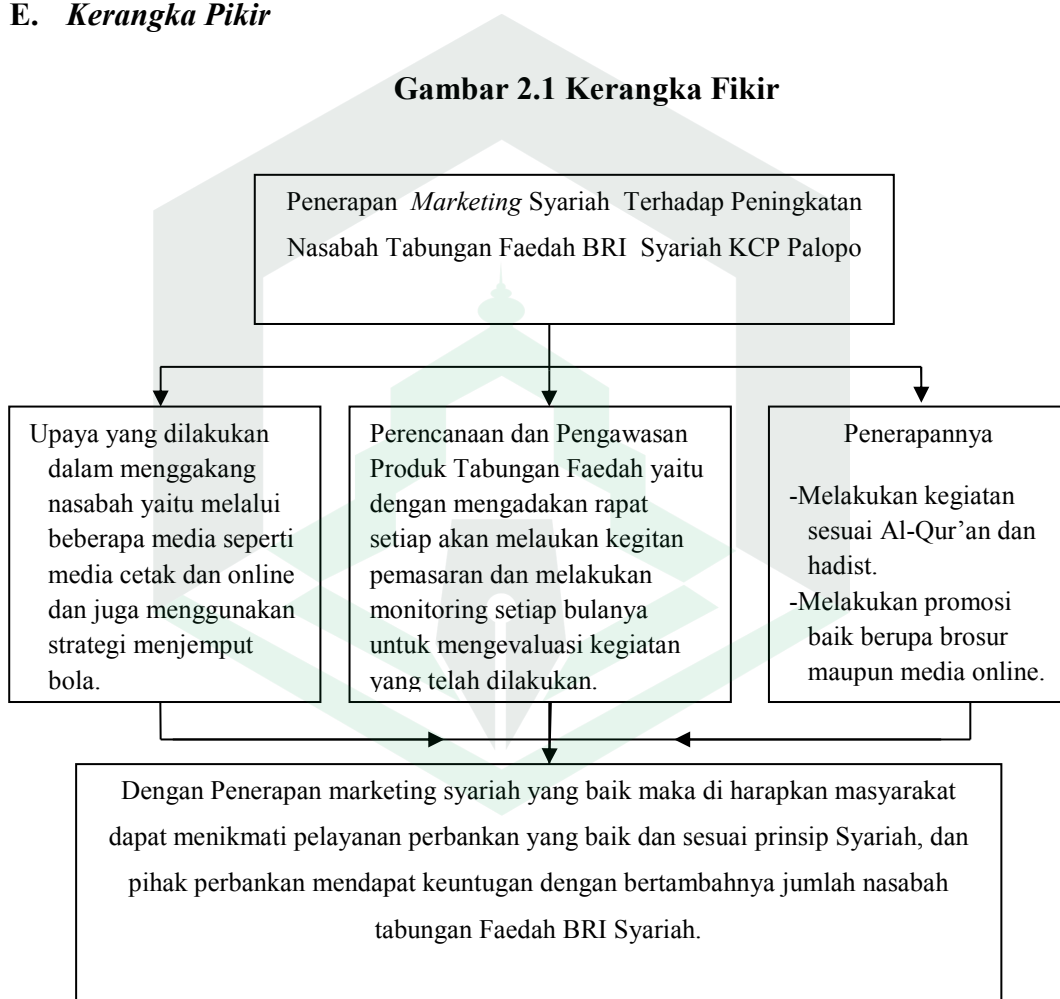 E. Kerangka Pikir
Gambar 2.1 Kerangka Fikir
Penerapan Marketing Syariah Terhadap Peningkatan
Nasabah Tabungan Faedah BRI Syariah KCP Palopo
Upaya yang dilakukan
dalam menggakang
nasabah yaitu melalui
beberapa media seperti
media cetak dan online
dan juga menggunakan
strategi menjemput
bola.
Perencanaan dan Pengawasan
Produk Tabungan Faedah yaitu
dengan mengadakan rapat
setiap akan melaukan kegitan
pemasaran dan melakukan
monitoring setiap bulanya
untuk mengevaluasi kegiatan
yang telah dilakukan.
Penerapannya
-Melakukan kegiatan
sesuai Al-Qur’an dan
hadist.
-Melakukan promosi
baik berupa brosur
maupun media online.
Dengan Penerapan marketing syariah yang baik maka di harapkan masyarakat
dapat menikmati pelayanan perbankan yang baik dan sesuai prinsip Syariah, dan
pihak perbankan mendapat keuntugan dengan bertambahnya jumlah nasabah
tabungan Faedah BRI Syariah.